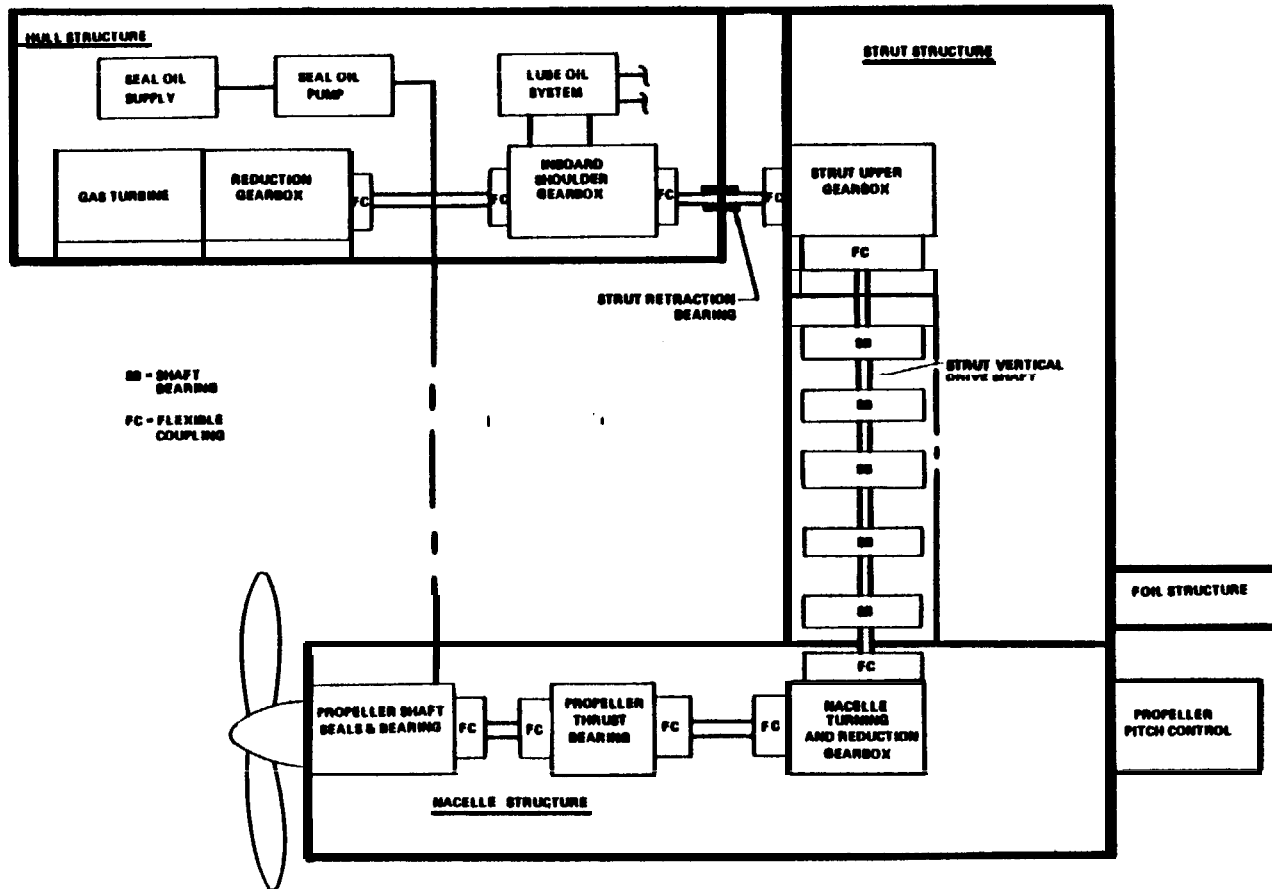 HULL STRUCTURE
STRUT STRUCTURE
SEAL OIL
SUPPLY
SEAL OIL
PUMP
LUBE OIL
SYSTEM
GAS TURBINE
REDUCTION
GEARBOX
FC
FC
INBOARD
SHOULDER
GEARBOX
FC
FC
STRUT UPPER
GEARBOX
FC
STRUT RETRACTION
BEARING
SB
STRUT VERTICAL
DRIVE SHAFT
SB = SHAFT
BEARING
SB
FC = FLEXIBLE
COUPLING
SB
SB
SB
FOIL STRUCTURE
FC
PROPELLER SHAFT
SEALS & BEARING
FC
FC
PROPELLER
THRUST
BEARING
FC
FC
NACELLE
TURNING
AND REDUCTION
GEARBOX
PROPELLER
PITCH CONTROL
NACELLE STRUCTURE